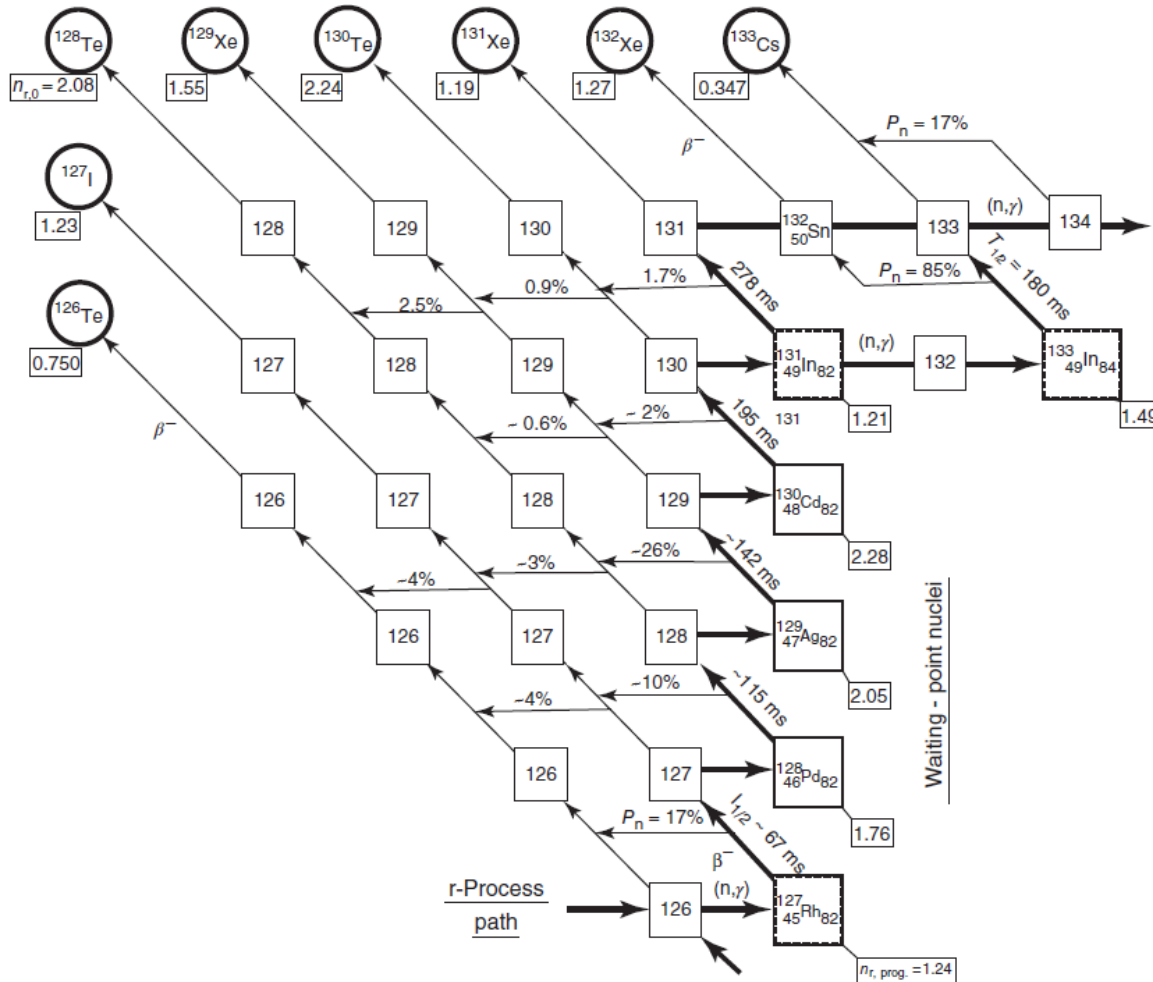 128Te 129Xe 130Te 131Xe 132Xe 133Cs
nr,0 = 2.08 1.55 2.24 1.19 1.27 0.347
Pn = 17%
β−
127I
1.23
128 129 130 131 132 50Sn 133 (n,γ) 134
T1/2 = 180 ms
Pn = 85%
278 ms
1.7%
0.9%
2.5%
126Te
0.750
127 128 129 130 131 49In82 (n,γ) 132 133 49In84
1.21
1.49
131
195 ms
~ 2%
~ 0.6%
β−
126 127 128 129 130 48Cd82
2.28
~142 ms
~26%
~3%
~4%
126 127 128 129 47Ag82
2.05
~115 ms
~10%
~4%
126 127 128 46Pd82
1.76
Waiting - point nuclei
I1/2 ~ 67 ms
Pn = 17%
β−
r-Process
path
126 (n,γ) 127 45Rh82
nr, prog. =1.24